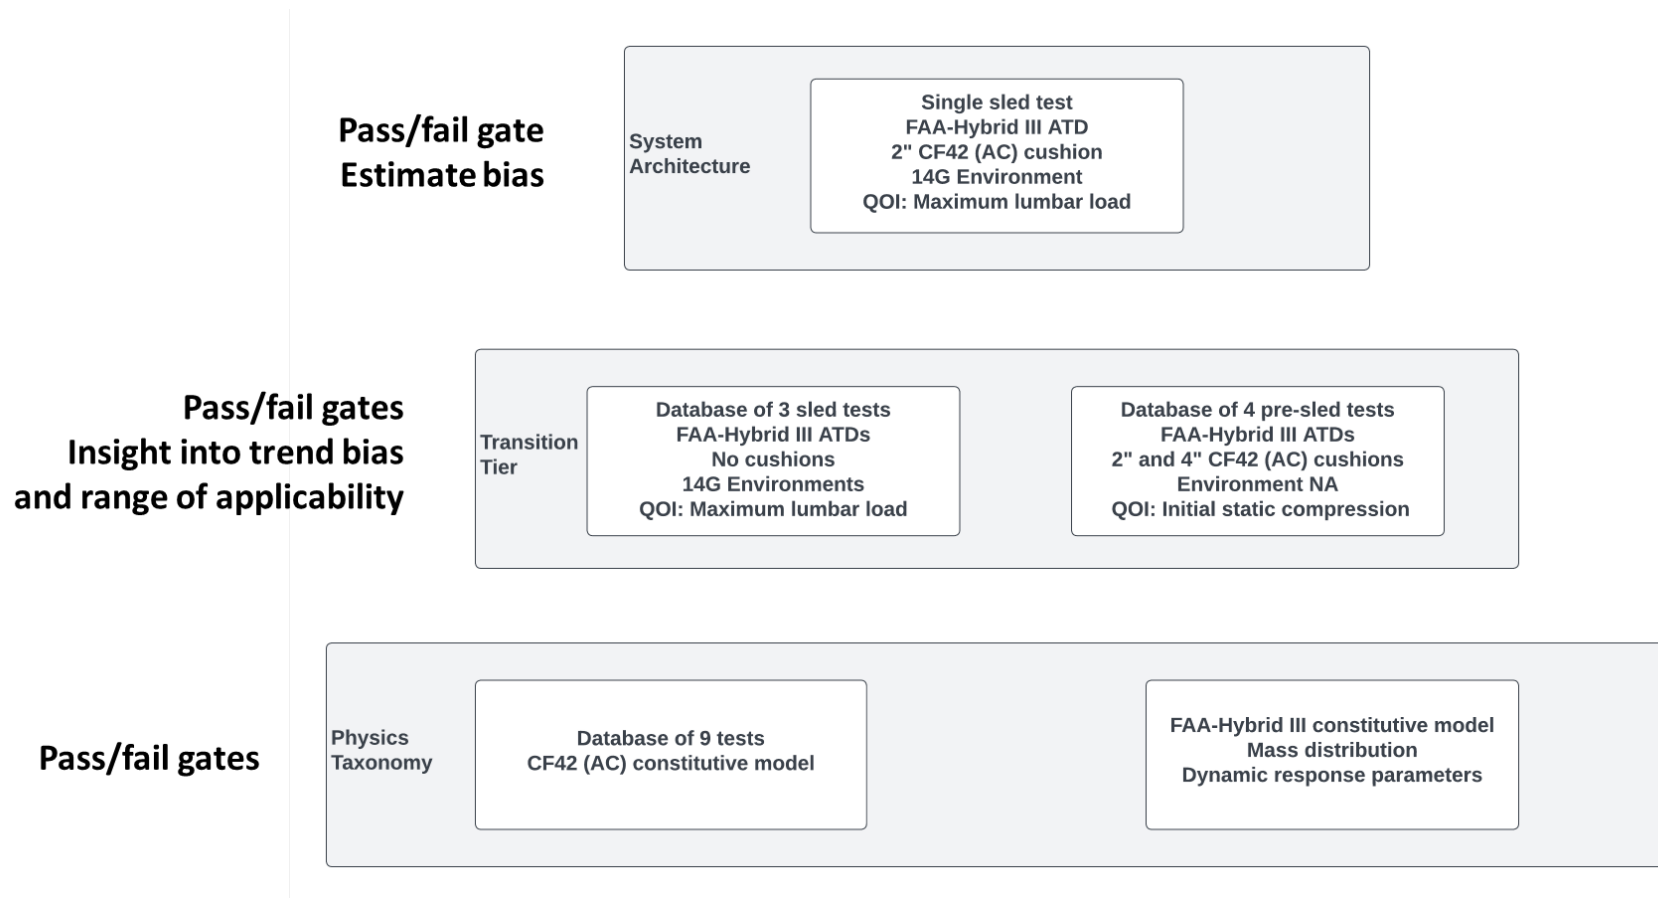 Pass/fail gate
Estimate bias
System
Architecture
Single sled test
FAA-Hybrid III ATD
2" CF42 (AC) cushion
14G Environment
QOI: Maximum lumbar load
Pass/fail gates
Insight into trend bias
and range of applicability
Transition
Tier
Database of 3 sled tests
FAA-Hybrid III ATDs
No cushions
14G Environments
QOI: Maximum lumbar load
Database of 4 pre-sled tests
FAA-Hybrid III ATDs
2" and 4" CF42 (AC) cushions
Environment NA
QOI: Initial static compression
Pass/fail gates
Physics
Taxonomy
Database of 9 tests
CF42 (AC) constitutive model
FAA-Hybrid III constitutive model
Mass distribution
Dynamic response parameters